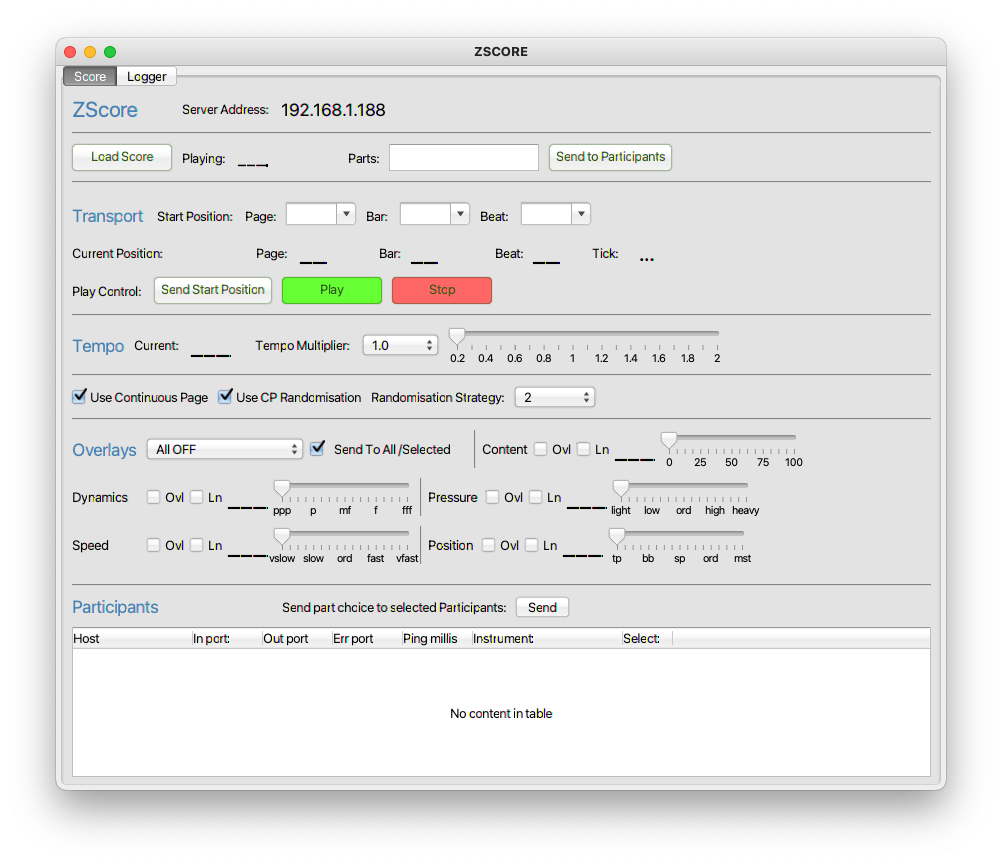 ZSCORE
Score Logger
ZScore Server Address: 192.168.1.188
Load Score Playing: ___. Parts: Send to Participants
Transport Start Position: Page: Bar: Beat:
Current Position: Page: __ Bar: __ Beat: __ Tick: ...
Play Control: Send Start Position Play Stop
Tempo Current: ___ Tempo Multiplier: 1.0
0.2 0.4 0.6 0.8 1 1.2 1.4 1.6 1.8 2
Use Continuous Page Use CP Randomisation Randomisation Strategy: 2
Overlays All OFF Send To All /Selected Content Ovl Ln ___
0 25 50 75 100
Dynamics Ovl Ln ___ Pressure Ovl Ln ___
ppp p mf f fff light low ord high heavy
Speed Ovl Ln ___ Position Ovl Ln ___
vslow slow ord fast vfast tp bb sp ord mst
Participants Send part choice to selected Participants: Send
Host In port: Out port Err port Ping millis Instrument: Select:
No content in table